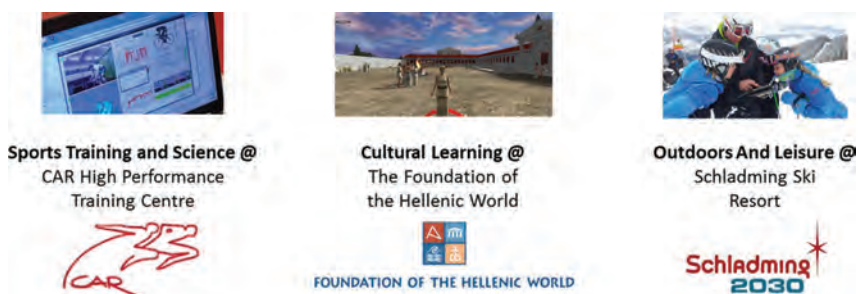 Sports Training and Science @
CAR High Performance
Training Centre
CAR
Cultural Learning @
The Foundation of
the Hellenic World
FOUNDATION OF THE HELLENIC WORLD
Outdoors And Leisure @
Schladming Ski
Resort
Schladming
2030